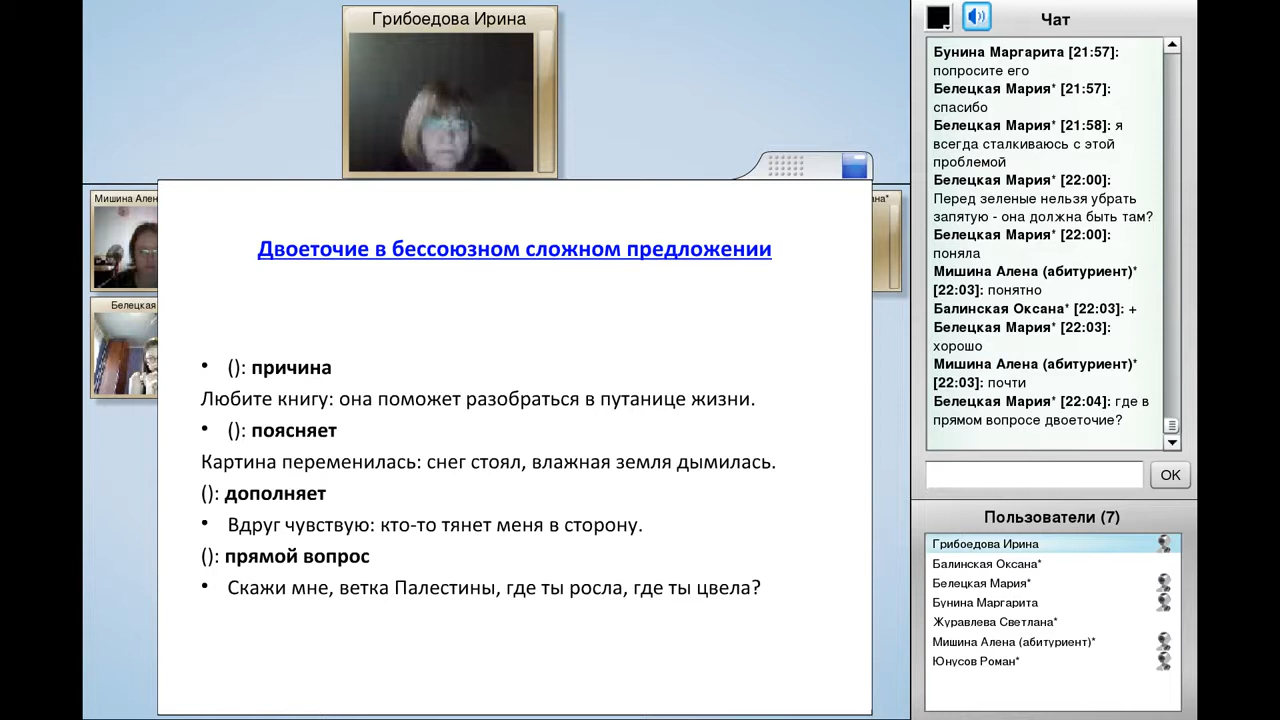 Грибоедова Ирина
Мишина Ален
ана*
Белецкая
Двоеточие в бессоюзном сложном предложении
• (): причина
Любите книгу: она поможет разобраться в путанице жизни.
• (): поясняет
Картина переменилась: снег стоял, влажная земля дымилась.
(): дополняет
• Вдруг чувствую: кто-то тянет меня в сторону.
(): прямой вопрос
• Скажи мне, ветка Палестины, где ты росла, где ты цвела?
Чат
Бунина Маргарита [21:57]:
попросите его
Белецкая Мария* [21:57]:
спасибо
Белецкая Мария* [21:58]: я
всегда сталкиваюсь с этой
проблемой
Белецкая Мария* [22:00]:
Перед зеленые нельзя убрать
запятую - она должна быть там?
Белецкая Мария* [22:00]:
поняла
Мишина Алена (абитуриент)*
[22:03]: понятно
Балинская Оксана* [22:03]: +
Белецкая Мария* [22:03]:
хорошо
Мишина Алена (абитуриент)*
[22:03]: почти
Белецкая Мария* [22:04]: где в
прямом вопросе двоеточие?
OK
Пользователи (7)
Грибоедова Ирина
Балинская Оксана*
Белецкая Мария*
Бунина Маргарита
Журавлева Светлана*
Мишина Алена (абитуриент)*
Юнусов Роман*